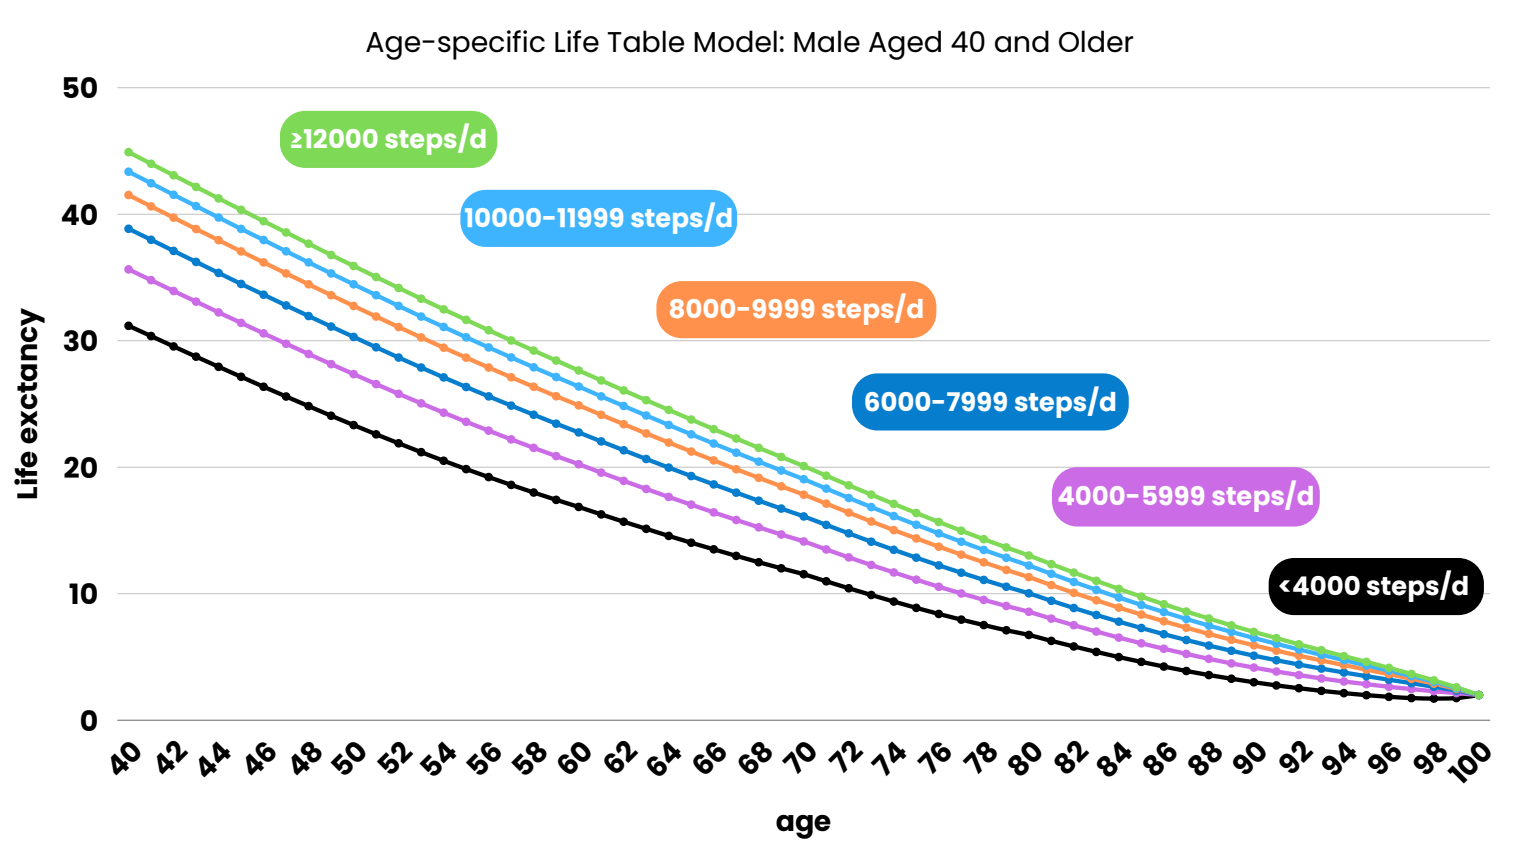 Age-specific Life Table Model: Male Aged 40 and Older
50
40
30
20
10
0
Life exctancy
≥12000 steps/d
10000-11999 steps/d
8000-9999 steps/d
6000-7999 steps/d
4000-5999 steps/d
<4000 steps/d
40 42 44 46 48 50 52 54 56 58 60 62 64 66 68 70 72 74 76 78 80 82 84 86 88 90 92 94 96 98 100
age